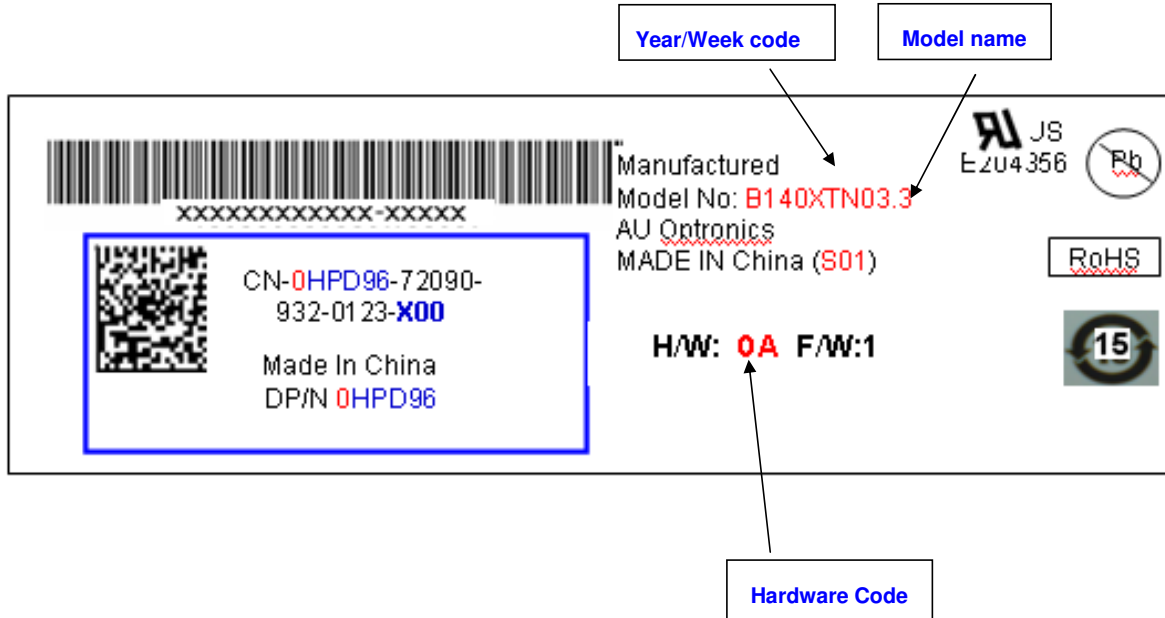 Year/Week code
Model name
JS
E204356
Pb
Manufactured
Model No: B140XTN03.3
AU Optronics
MADE IN China (S01)
XXXXXXXXXXXX-XXXXX
RoHS
CN-0HPD96-72090-
932-0123-X00
Made In China
DP/N 0HPD96
H/W: 0A F/W:1
15
Hardware Code